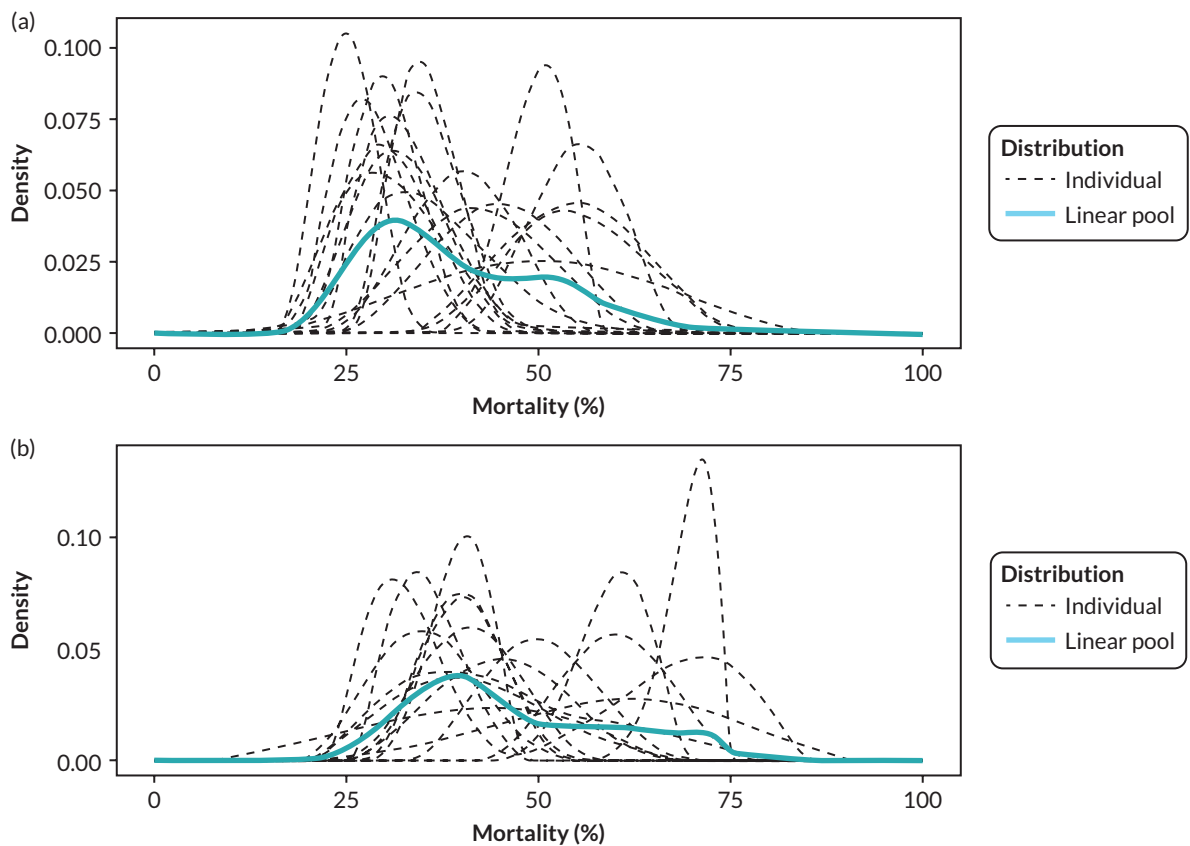 (a)
0.100
0.075
0.050
0.025
0.000
Density
0 25 50 75 100
Mortality (%)
Distribution
Individual
Linear pool
(b)
0.10
0.05
0.00
Density
0 25 50 75 100
Mortality (%)
Distribution
Individual
Linear pool